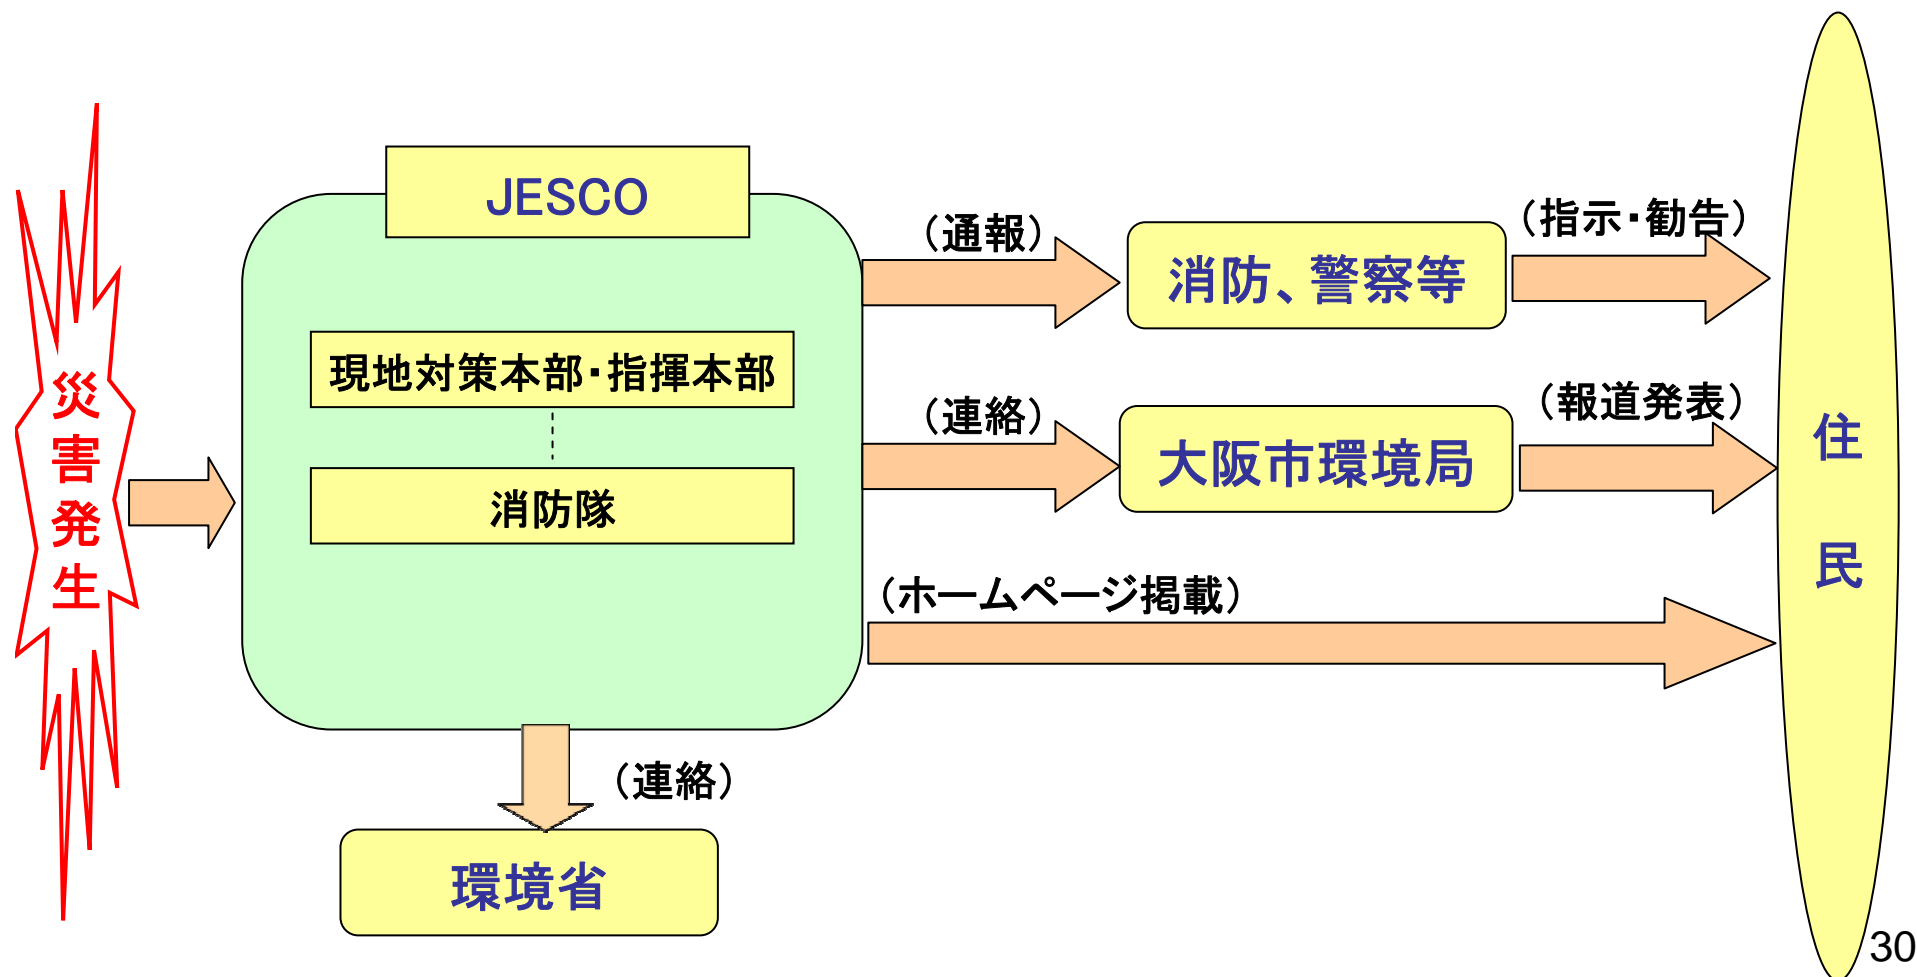 災害発生
JESCO
現地対策本部・指揮本部
消防隊
（通報）
消防、警察等
（指示・勧告）
（連絡）
大阪市環境局
（報道発表）
（ホームページ掲載）
（連絡）
環境省
住民
30